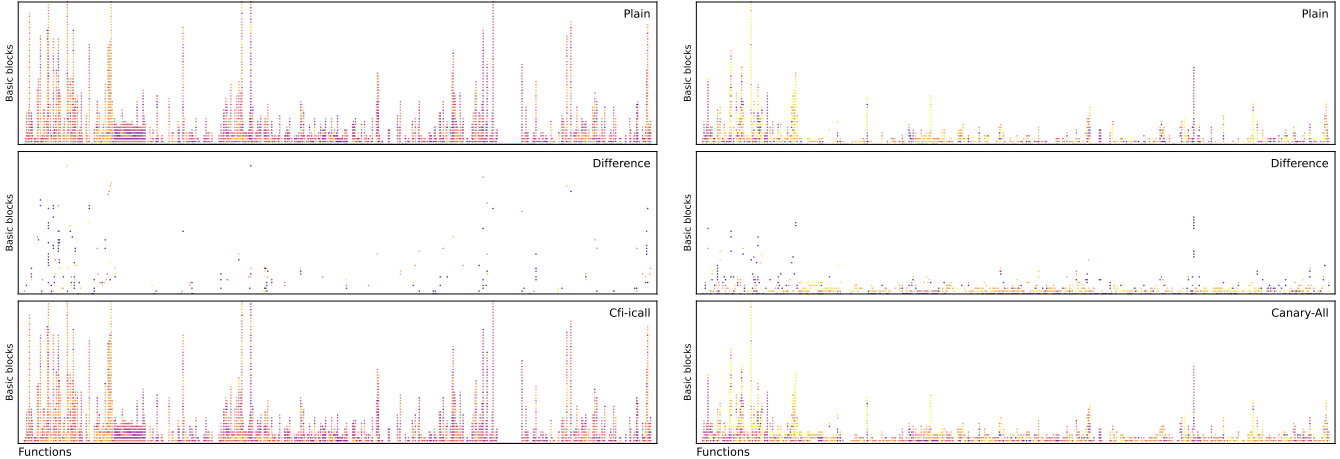 Plain
Basic blocks
Difference
Basic blocks
Cfi-icall
Basic blocks
Functions
Plain
Basic blocks
Difference
Basic blocks
Canary-All
Basic blocks
Functions